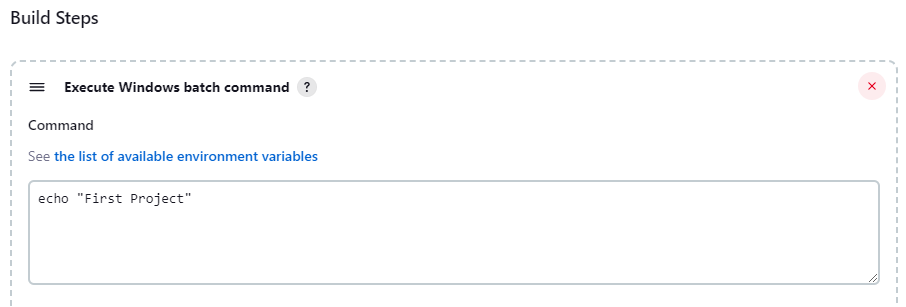 Build Steps
Execute Windows batch command ?
Command
See the list of available environment variables
echo "First Project"